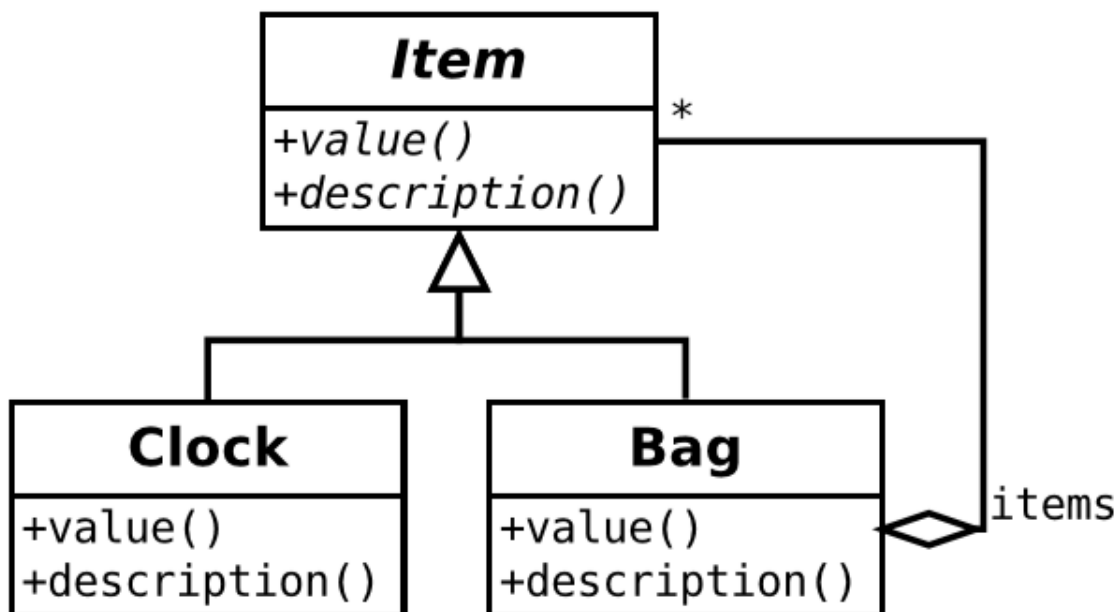 Item
*
+value()
+description()
Clock
Bag
+value()
+description()
+value()
+description()
items